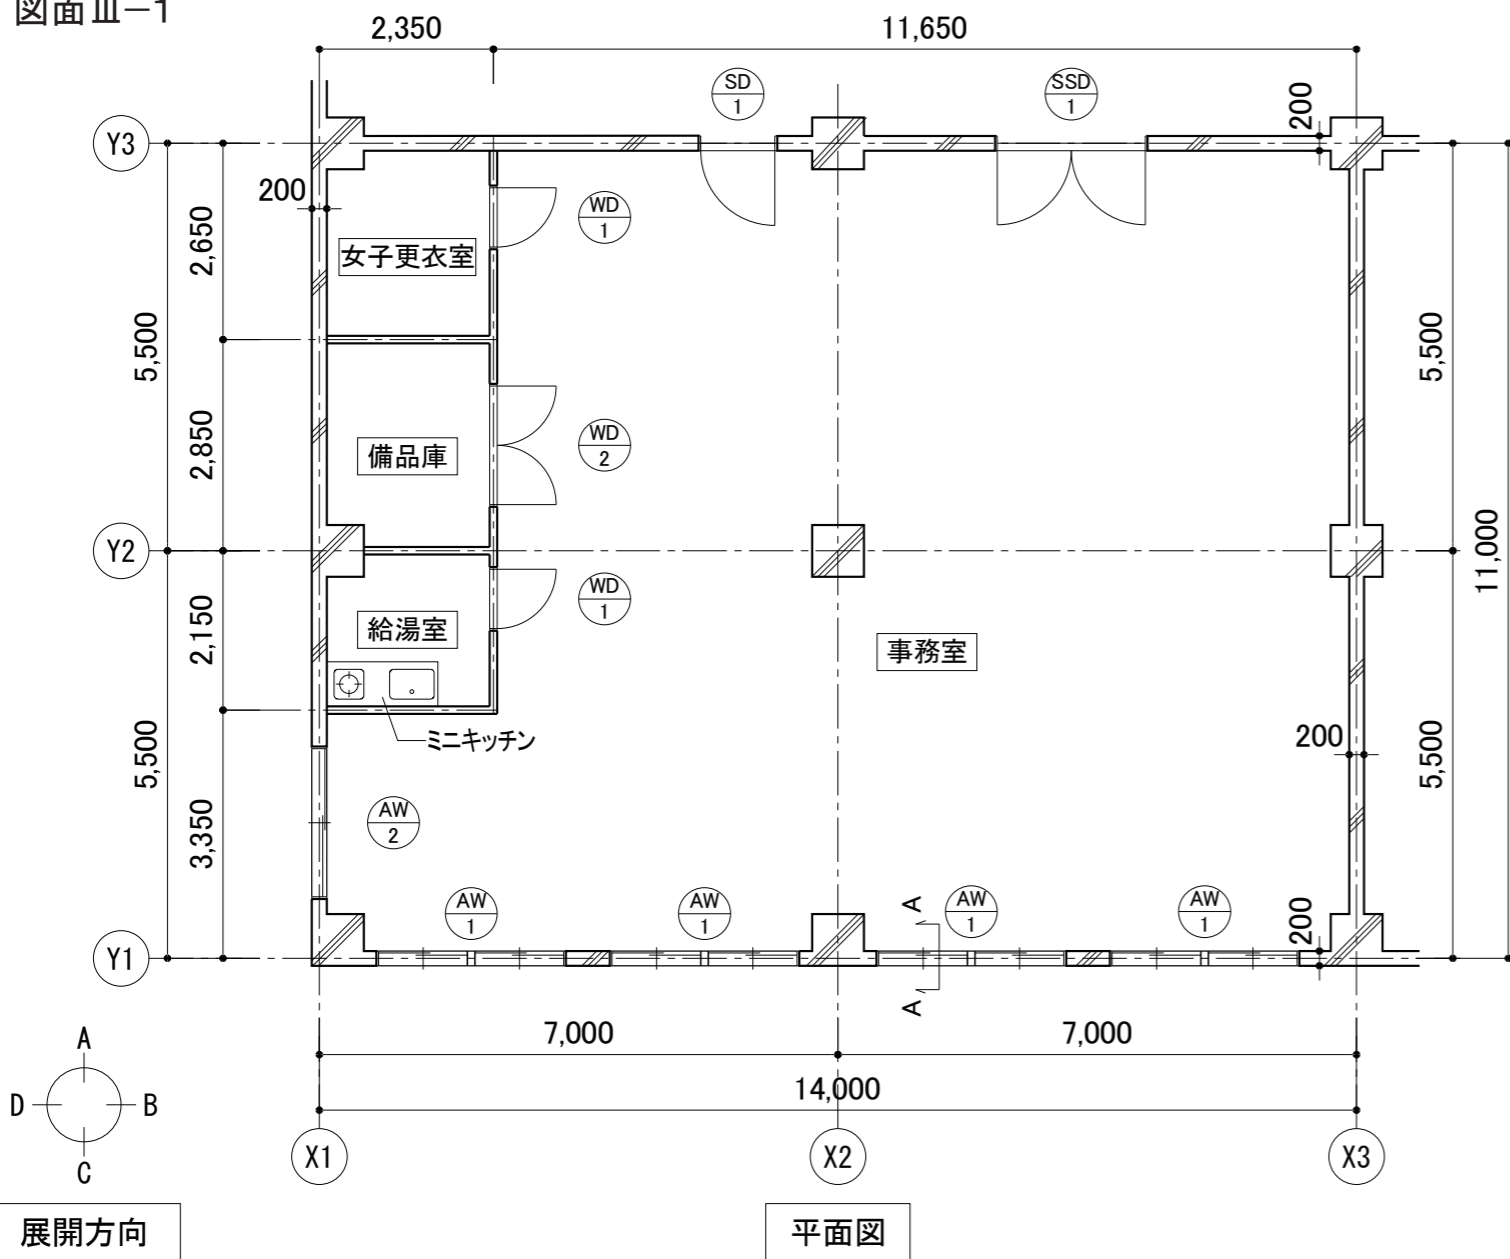 図面Ⅲ-1
2,350
11,650
SD
1
SSD
1
200
Y3
200
2,650
5,500
女子更衣室
WD
1
5,500
2,850
備品庫
WD
2
Y2
11,000
2,150
給湯室
WD
1
事務室
ミニキッチン
5,500
3,350
200
5,500
AW
2
AW
1
AW
1
A
AW
1
AW
1
200
Y1
A
7,000
7,000
14,000
A
D
B
C
X1
X2
X3
展開方向
平面図